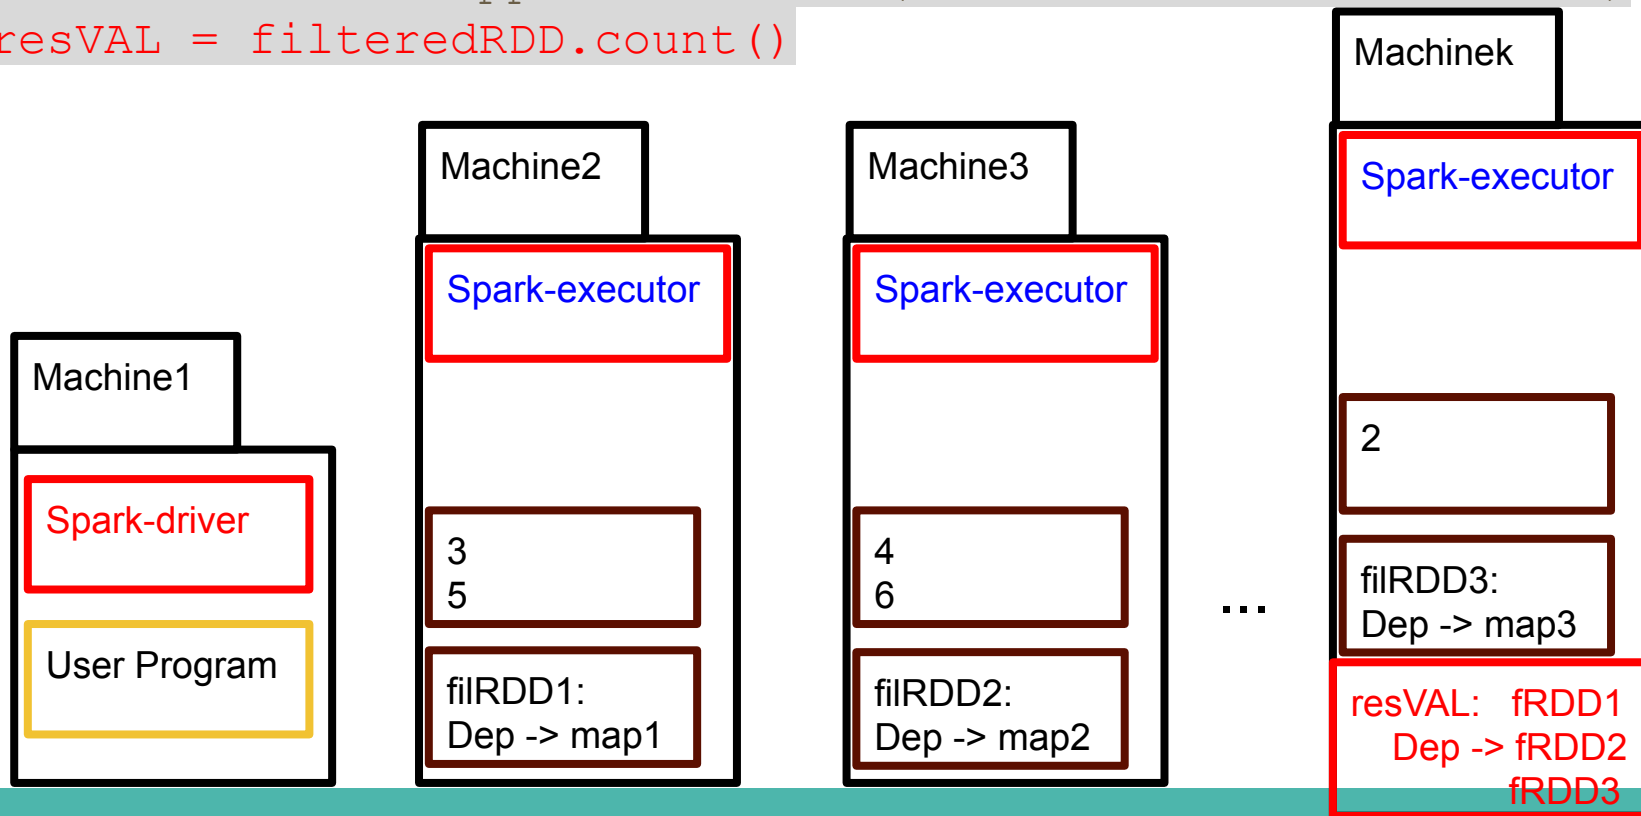 resVAL = filteredRDD.count()
Machine1
Spark-driver
User Program
Machine2
Spark-executor
3
5
filRDD1:
Dep -> map1
Machine3
Spark-executor
4
6
filRDD2:
Dep -> map2
...
Machinek
Spark-executor
2
filRDD3:
Dep -> map3
resVAL: fRDD1
Dep -> fRDD2
fRDD3